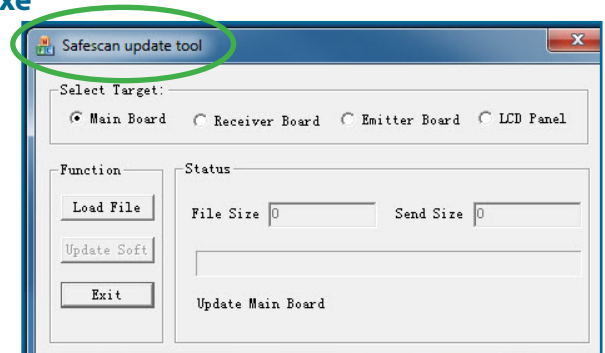 xe
Safescan update tool
Select Target:
Main Board Receiver Board Emitter Board LCD Panel
Function
Status
Load File
File Size 0 Send Size 0
Update Soft
Exit
Update Main Board